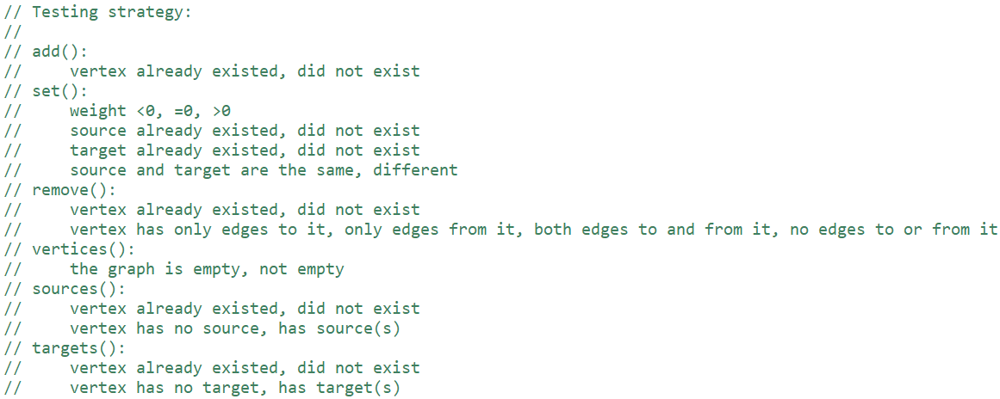 // Testing strategy:
//
// add():
//     vertex already existed, did not exist
// set():
//     weight <0, =0, >0
//     source already existed, did not exist
//     target already existed, did not exist
//     source and target are the same, different
// remove():
//     vertex already existed, did not exist
//     vertex has only edges to it, only edges from it, both edges to and from it, no edges to or from it
// vertices():
//     the graph is empty, not empty
// sources():
//     vertex already existed, did not exist
//     vertex has no source, has source(s)
// targets():
//     vertex already existed, did not exist
//     vertex has no target, has target(s)